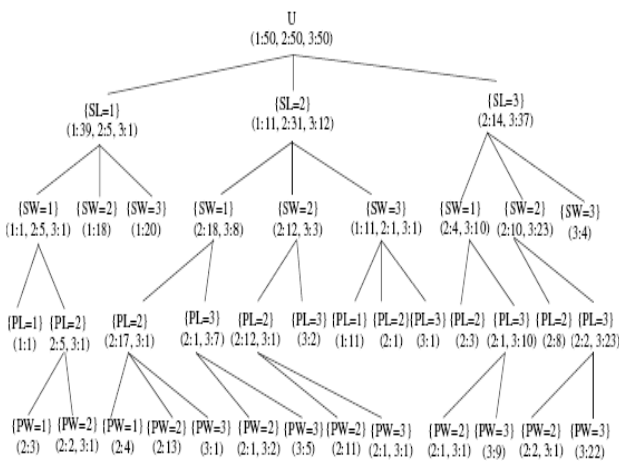 U
(1:50, 2:50, 3:50)
{SL=1} {SL=2} {SL=3}
(1:39, 2:5, 3:1) (1:11, 2:31, 3:12) (2:14, 3:37)
{SW=1} {SW=2} {SW=3} {SW=1} {SW=2} {SW=3} {SW=1} {SW=2} {SW=3}
(1:1, 2:5, 3:1) (1:18) (1:20) (2:18, 3:8) (2:12, 3:3) (1:11, 2:1, 3:1) (2:4, 3:10) (2:10, 3:23) (3:4)
{PL=1} {PL=2} {PL=2} {PL=3} {PL=2} {PL=3} {PL=1} {PL=2} {PL=3} {PL=2} {PL=3} {PL=2} {PL=3}
(1:1) 2:5, 3:1) (2:17, 3:1) (2:1, 3:7) (2:12, 3:1) (3:2) (1:11) (2:1) (3:1) (2:3) (2:1, 3:10) (2:8) (2:2, 3:23)
{PW=1} {PW=2} {PW=1} {PW=2} {PW=3} {PW=2} {PW=3} {PW=2} {PW=3} {PW=2} {PW=3} {PW=2} {PW=3}
(2:3) (2:2, 3:1) (2:4) (2:13) (3:1) (2:1, 3:2) (3:5) (2:11) (2:1, 3:1) (2:1, 3:1) (3:9) (2:2, 3:1) (3:22)